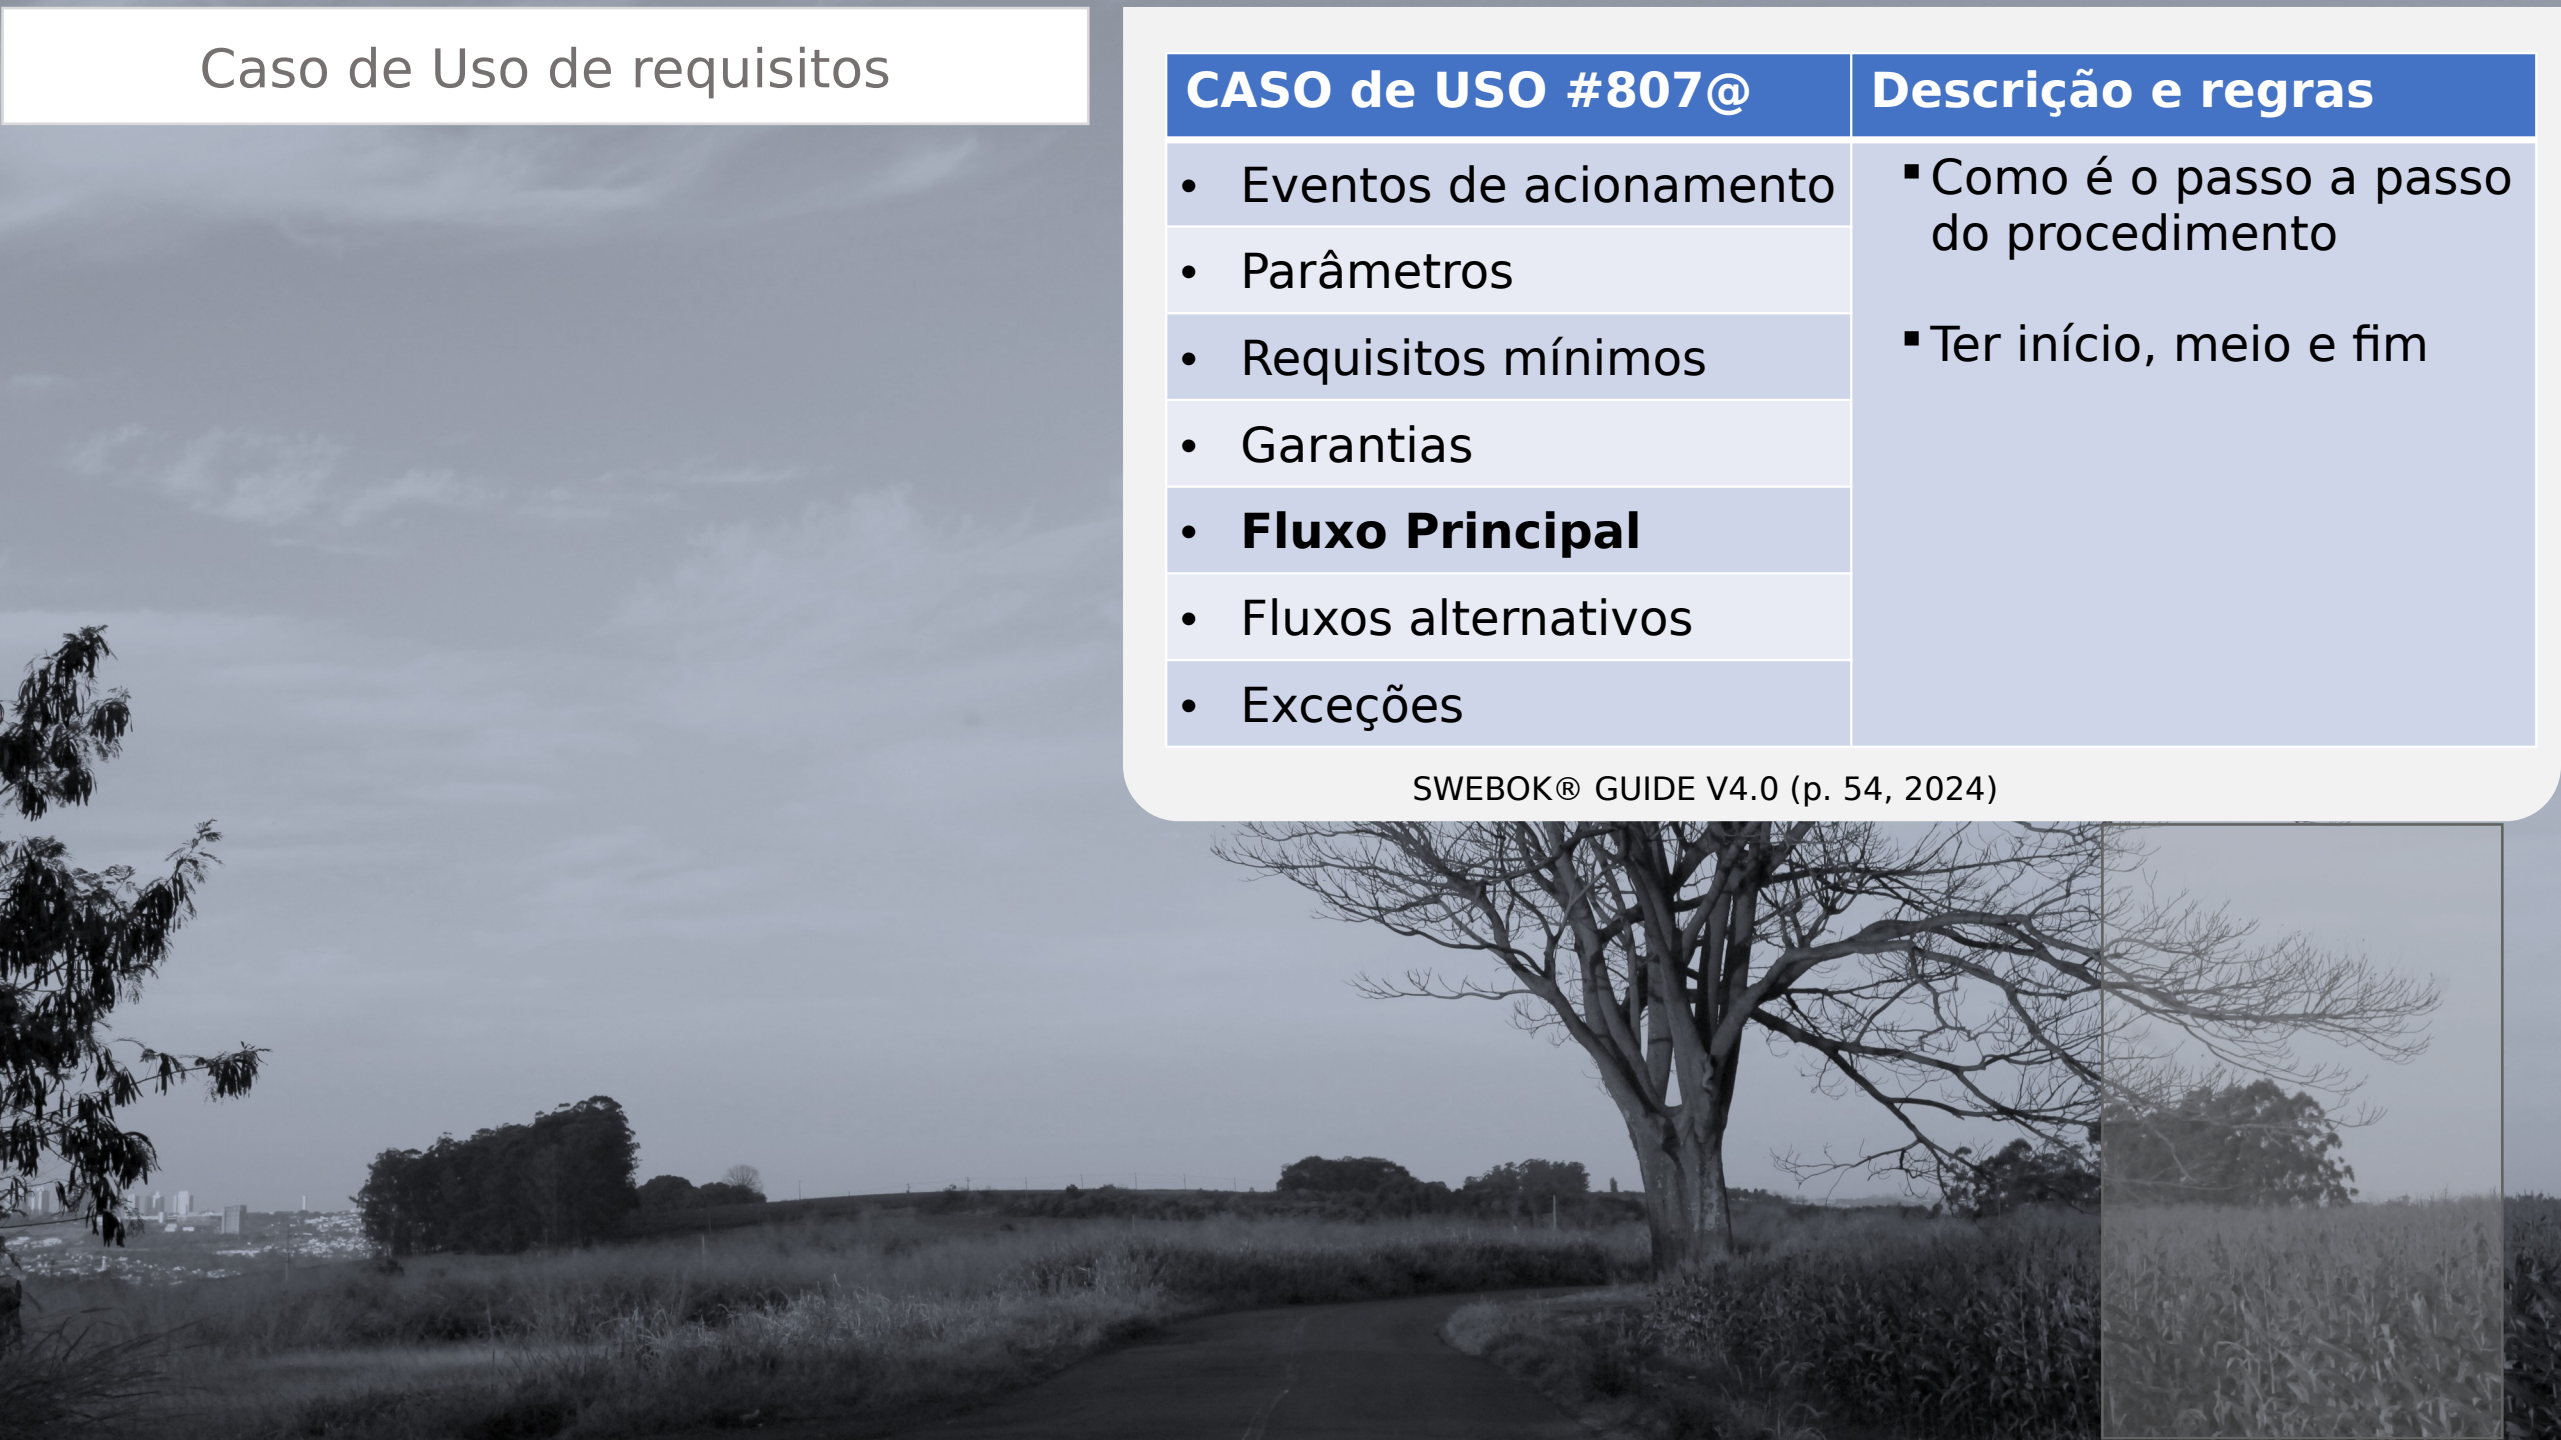 Caso de Uso de requisitos
CASO de USO #807@
Descrição e regras
• Eventos de acionamento
• Parâmetros
• Requisitos mínimos
• Garantias
• Fluxo Principal
• Fluxos alternativos
• Exceções
▪ Como é o passo a passo
do procedimento
▪ Ter início, meio e fim
SWEBOK® GUIDE V4.0 (p. 54, 2024)